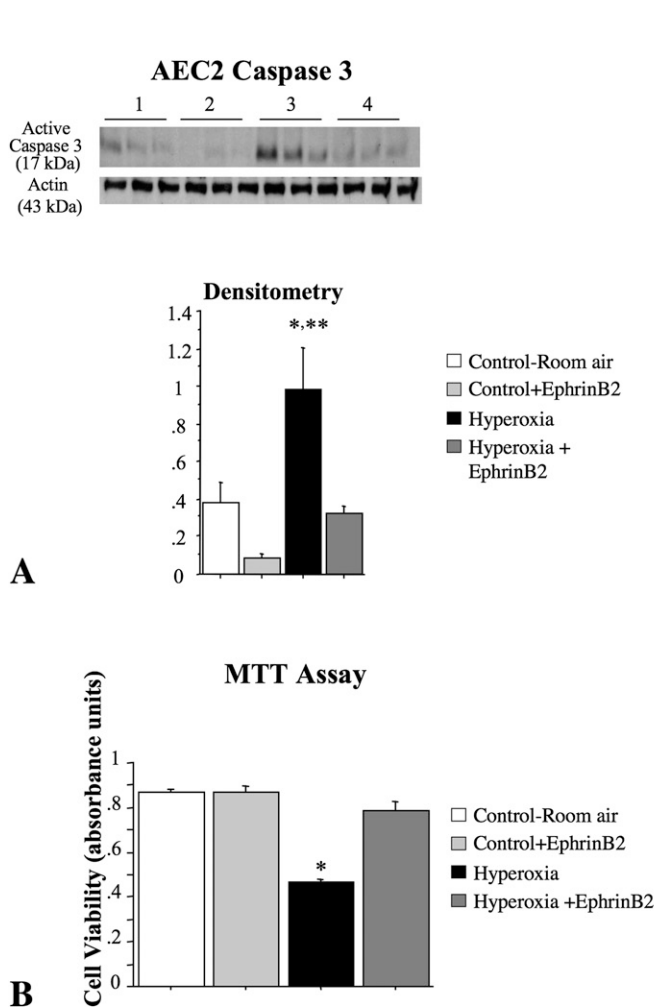 AEC2 Caspase 3
1 2 3 4
Active
Caspase 3
(17 kDa)
Actin
(43 kDa)
Densitometry
1.4
1.2
1
.8
.6
.4
.2
0
*,**
Control-Room air
Control+EphrinB2
Hyperoxia
Hyperoxia +
EphrinB2
A
MTT Assay
Cell Viability (absorbance units)
1
.8
.6
.4
.2
0
*
Control-Room air
Control+EphrinB2
Hyperoxia
Hyperoxia +EphrinB2
B